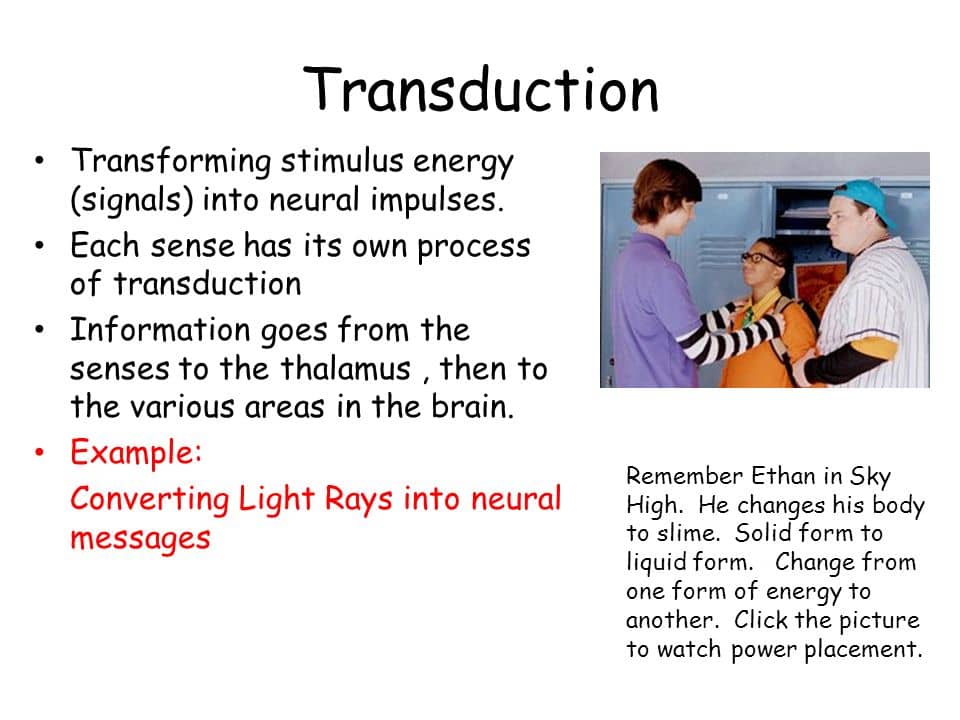 Transduction
• Transforming stimulus energy
(signals) into neural impulses.
• Each sense has its own process
of transduction
• Information goes from the
senses to the thalamus , then to
the various areas in the brain.
• Example:
Converting Light Rays into neural
messages
Remember Ethan in Sky
High. He changes his body
to slime. Solid form to
liquid form. Change from
one form of energy to
another. Click the picture
to watch power placement.